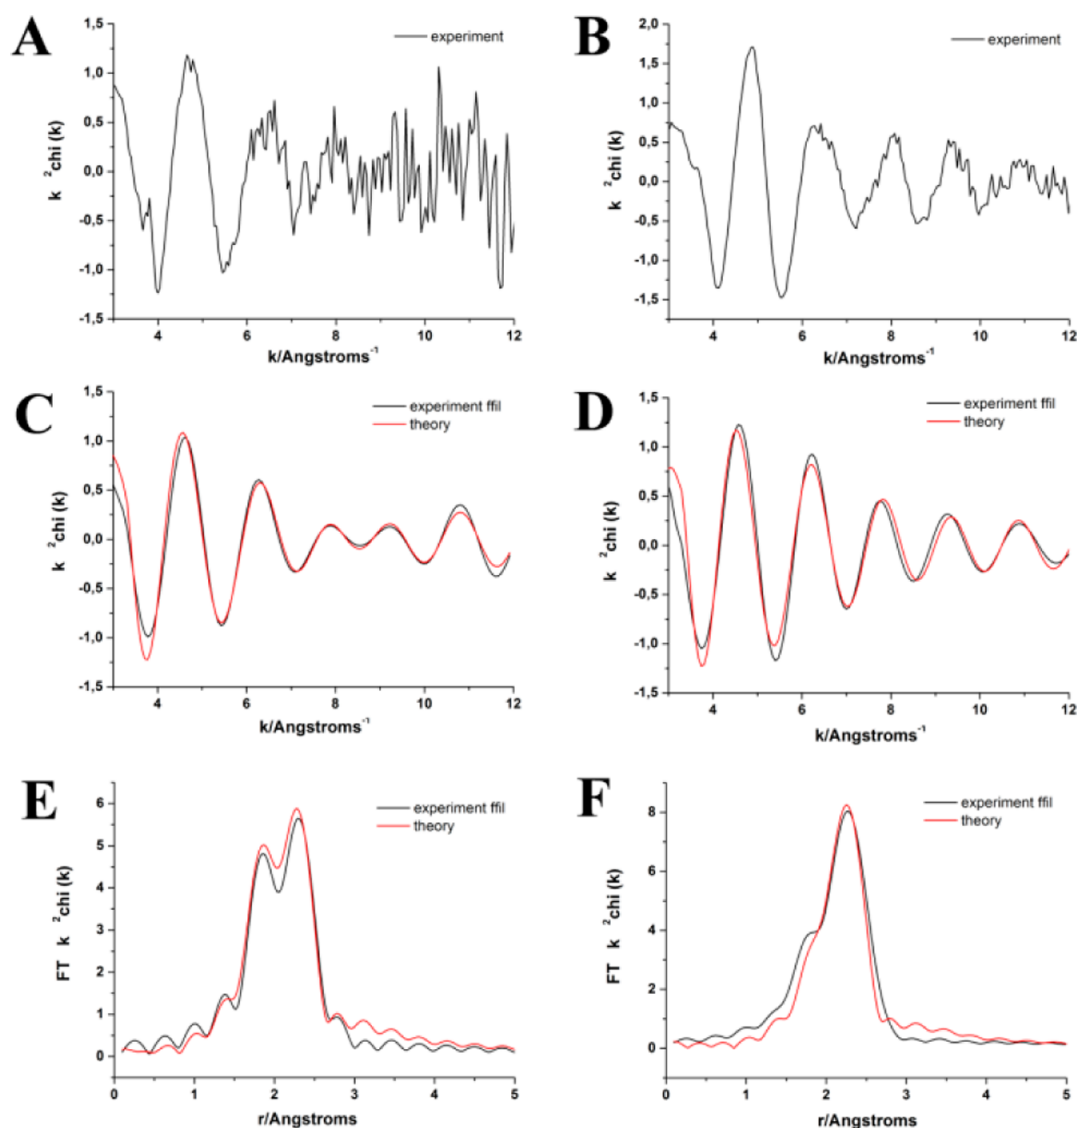 A
1,5
1,0
0,5
0,0
-0,5
-1,0
-1,5
k 2chi (k)
experiment
4 6 8 10 12
k/Angstroms-1
B
2,0
1,5
1,0
0,5
0,0
-0,5
-1,0
-1,5
k 2chi (k)
experiment
4 6 8 10 12
k/Angstroms-1
C
1,5
1,0
0,5
0,0
-0,5
-1,0
-1,5
k 2chi (k)
experiment ffil
theory
4 6 8 10 12
k/Angstroms-1
D
1,5
1,0
0,5
0,0
-0,5
-1,0
-1,5
k 2chi (k)
experiment ffil
theory
4 6 8 10 12
k/Angstroms-1
E
6
5
4
3
2
1
0
FT k 2chi (k)
experiment ffil
theory
0 1 2 3 4 5
r/Angstroms
F
8
6
4
2
0
FT k 2chi (k)
experiment ffil
theory
0 1 2 3 4 5
r/Angstroms